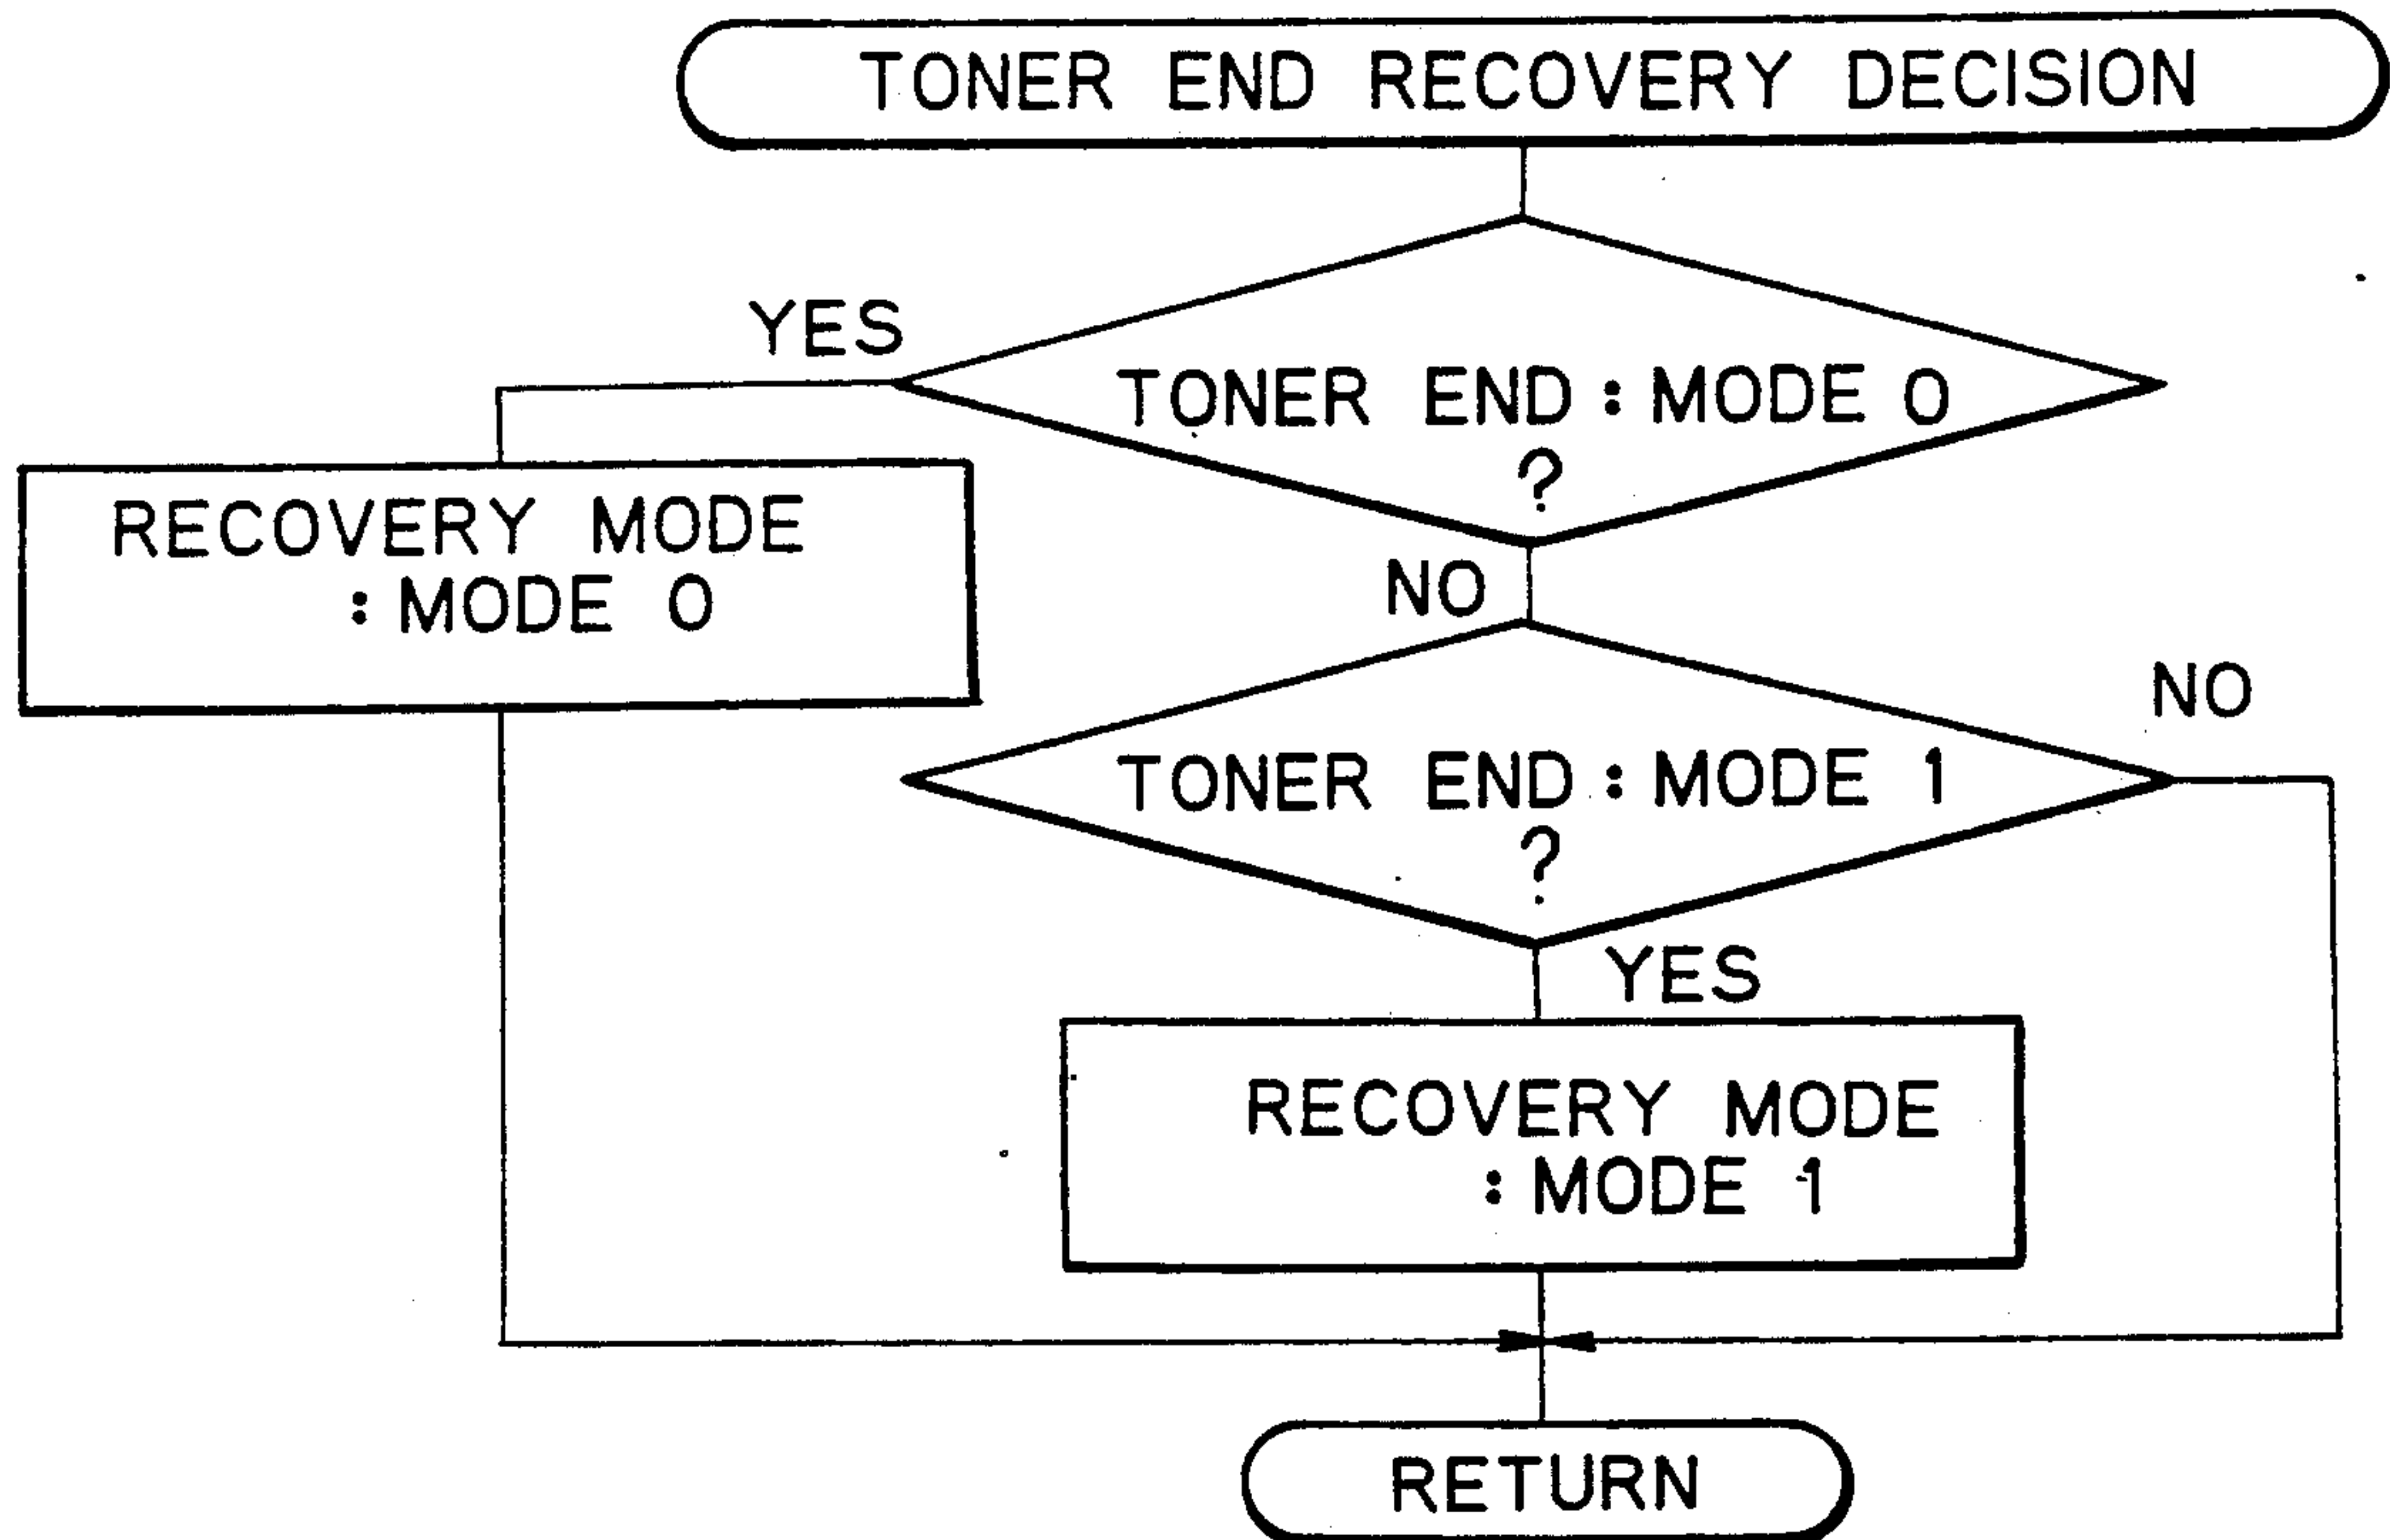 TONER END RECOVERY DECISION
YES
TONER END : MODE 0
?
RECOVERY MODE
: MODE 0
NO
NO
TONER END : MODE 1
?
YES
RECOVERY MODE
: MODE 1
RETURN